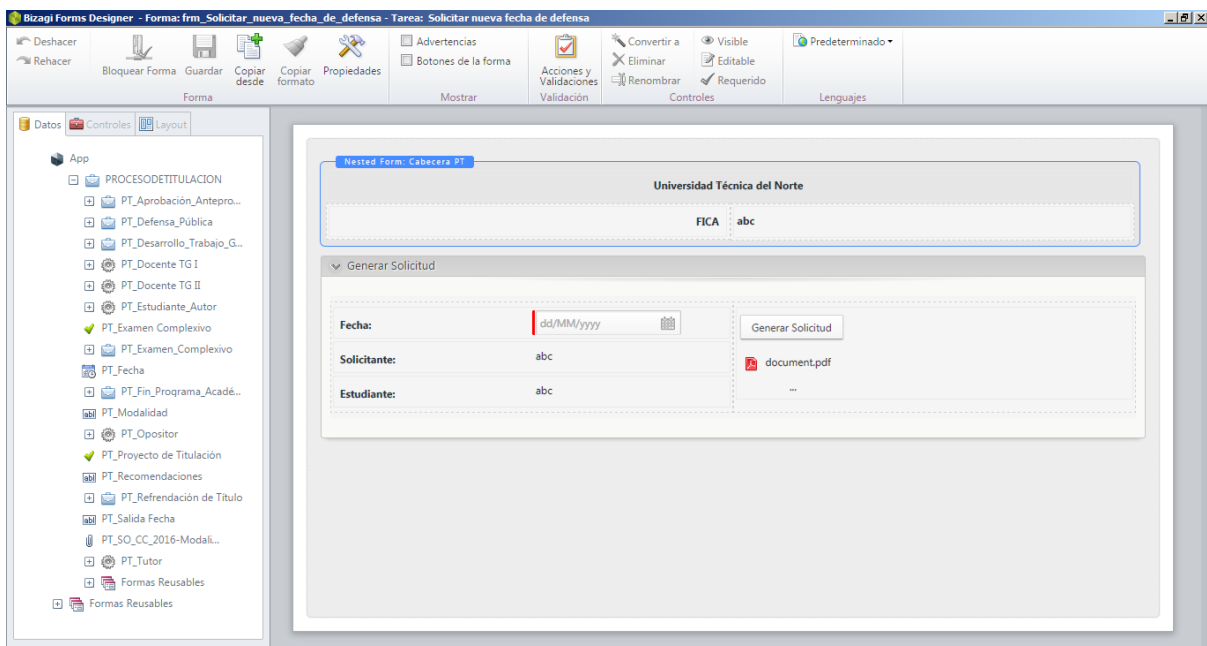 Bizagi Forms Designer - Forma: frm_Solicitar_nueva_fecha_de_defensa - Tarea: Solicitar nueva fecha de defensa
Deshacer
Rehacer
Bloquear Forma
Guardar
Copiar desde
Copiar formato
Propiedades
Forma
Advertencias
Botones de la forma
Mostrar
Acciones y Validaciones
Validación
Convertir a
Eliminar
Renombrar
Visible
Editable
Requerido
Controles
Predeterminado
Lenguajes
Datos
Controles
Layout
App
PROCESODETITULACION
PT_Aprobación_Antepro...
PT_Defensa_Pública
PT_Desarrollo_Trabajo_G...
PT_Docente TG I
PT_Docente TG II
PT_Estudiante_Autor
PT_Examen Complexivo
PT_Examen_Complexivo
PT_Fecha
PT_Fin_Programa_Acadé...
PT_Modalidad
PT_Opositor
PT_Proyecto de Titulación
PT_Recomendaciones
PT_Refrendación de Título
PT_Salida Fecha
PT_SO_CC_2016-Modali...
PT_Tutor
Formas Reusables
Formas Reusables
Nested Form: Cabecera PT
Universidad Técnica del Norte
FICA abc
Generar Solicitud
Fecha: dd/MM/yyyy
Solicitante: abc
Estudiante: abc
Generar Solicitud
document.pdf
...